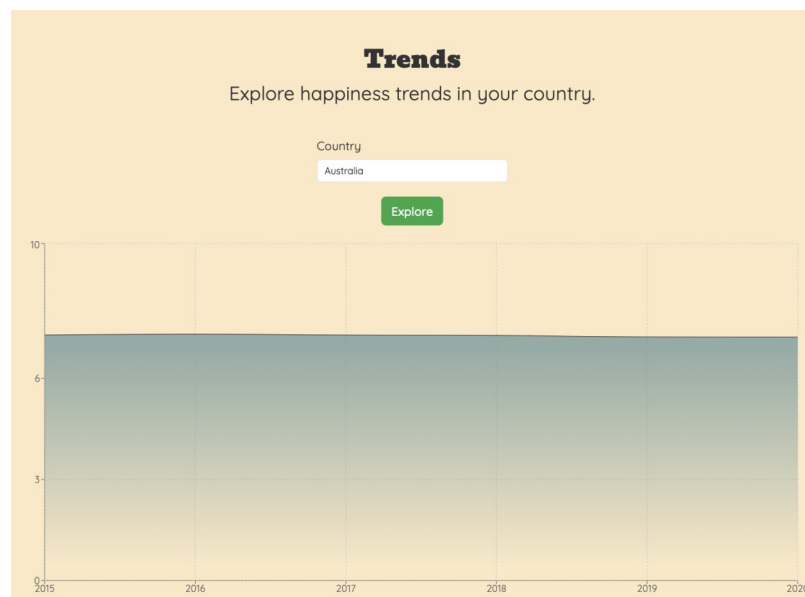 Trends
Explore happiness trends in your country.
Country
Australia
Explore
10
6
3
0
2015 2016 2017 2018 2019 2020